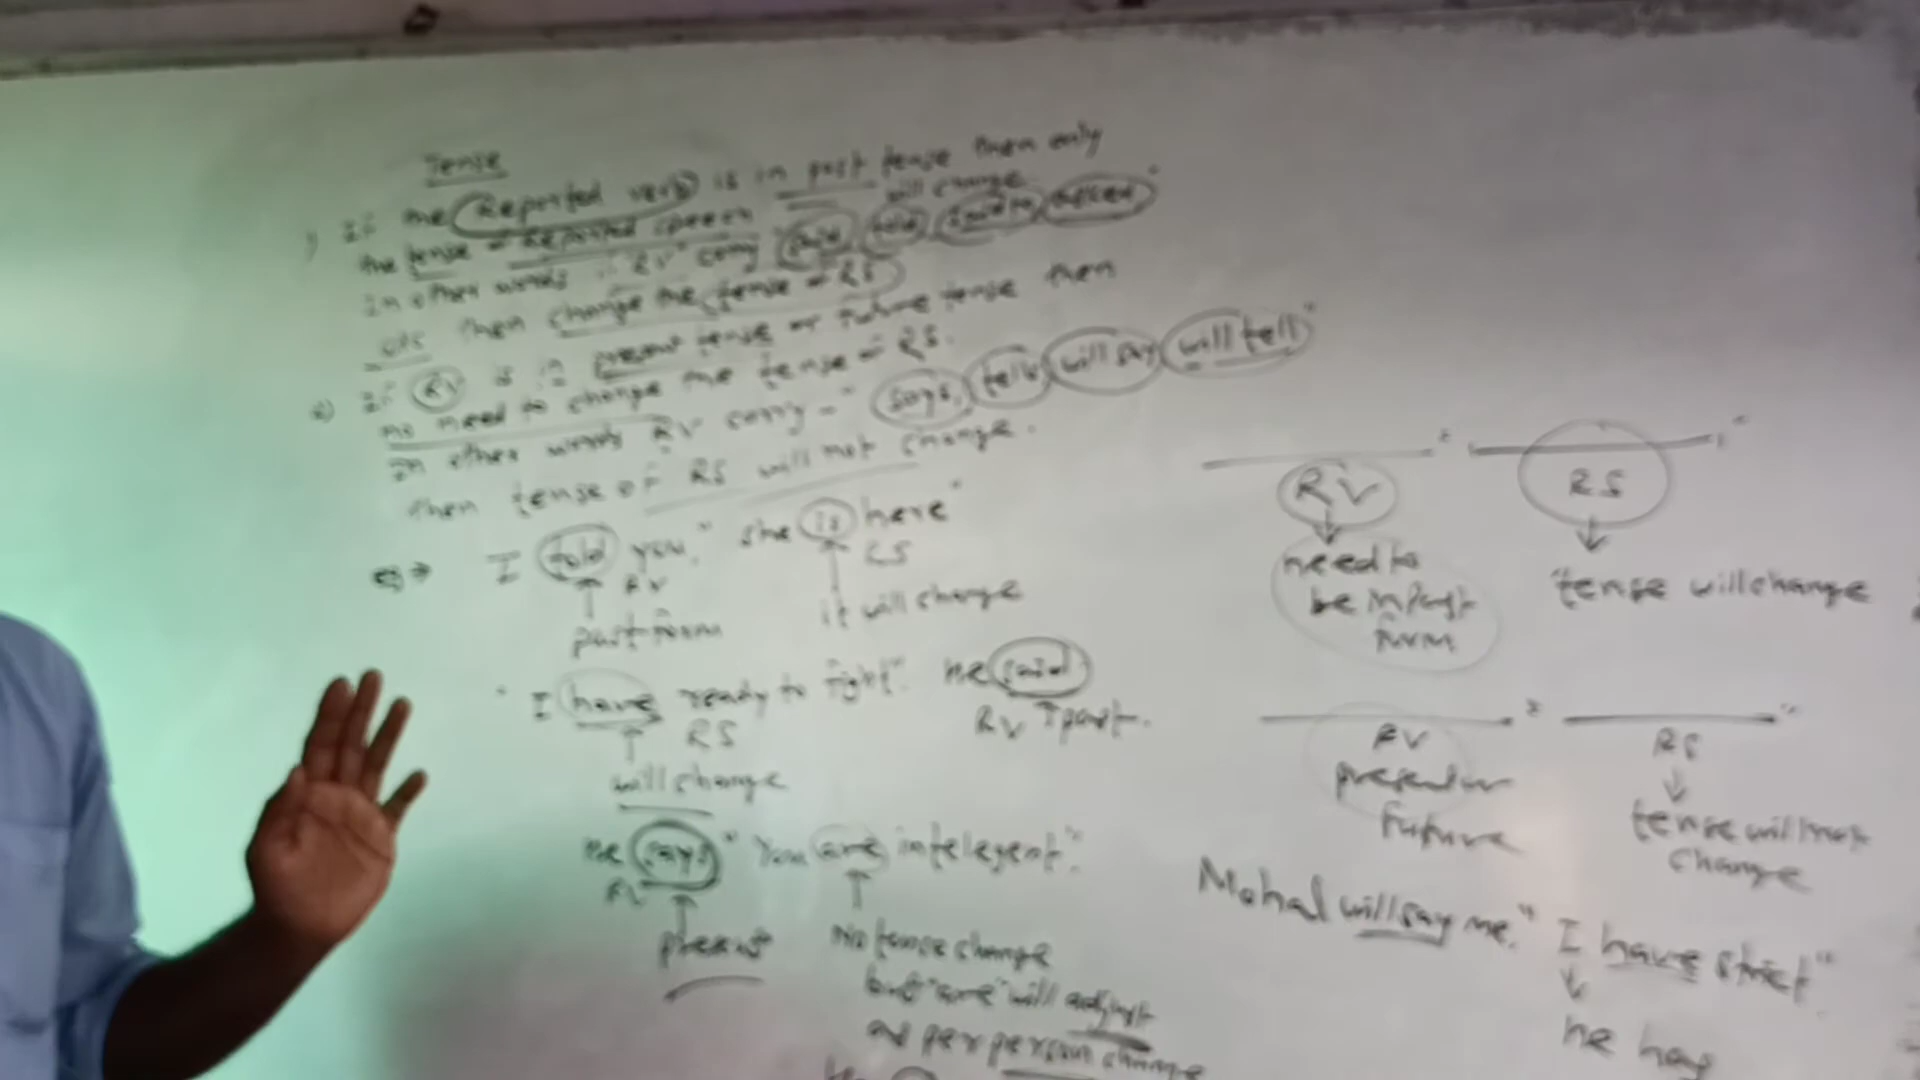 Tense
1) If the Reported verb is in past tense then only
the tense of Reported speech will change
In other words if "RV" carry "said, told, said to, asked"
etc then change the tense of RS
2) If RV is in present tense or future tense then
no need to change the tense of RS.
In other words RV carry - "says, tells, will say, will tell"
then tense of RS will not change.
eg → I told you, "she is here"
RV RS
past form it will change
"I have ready to fight". he said
RS RV past.
will change
He says "You are intelegent".
RV
present No tense change
but "are" will adjust
as per person change
RV RS
need to be in past form
tense will change
RV RS
present or future
tense will not change
Mohal will say me, "I have strict"
he has